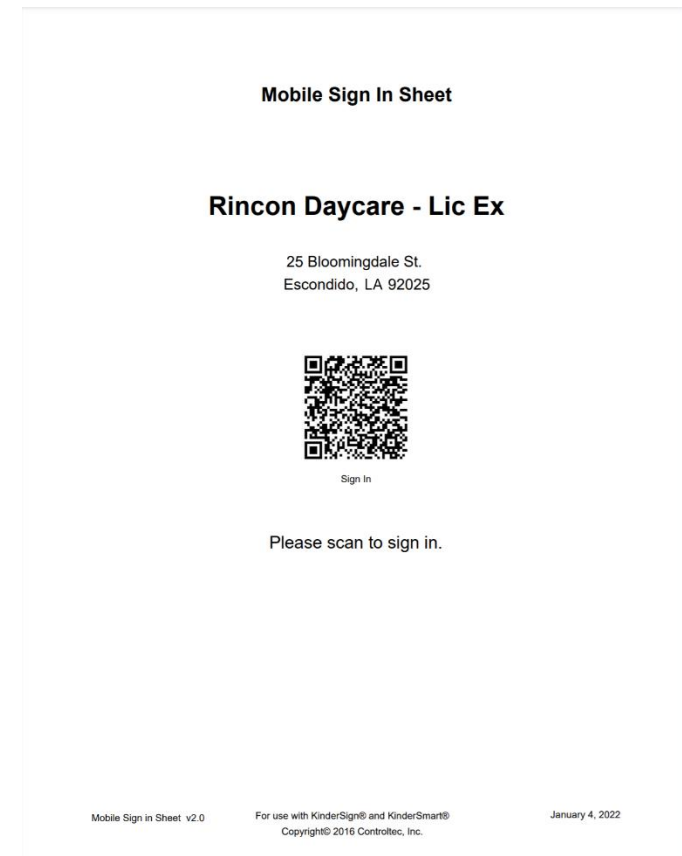 Mobile Sign In Sheet
Rincon Daycare - Lic Ex
25 Bloomingdale St.
Escondido, LA 92025
Sign In
Please scan to sign in.
Mobile Sign in Sheet v2.0
For use with KinderSign® and KinderSmart®
Copyright© 2016 Controltec, Inc.
January 4, 2022